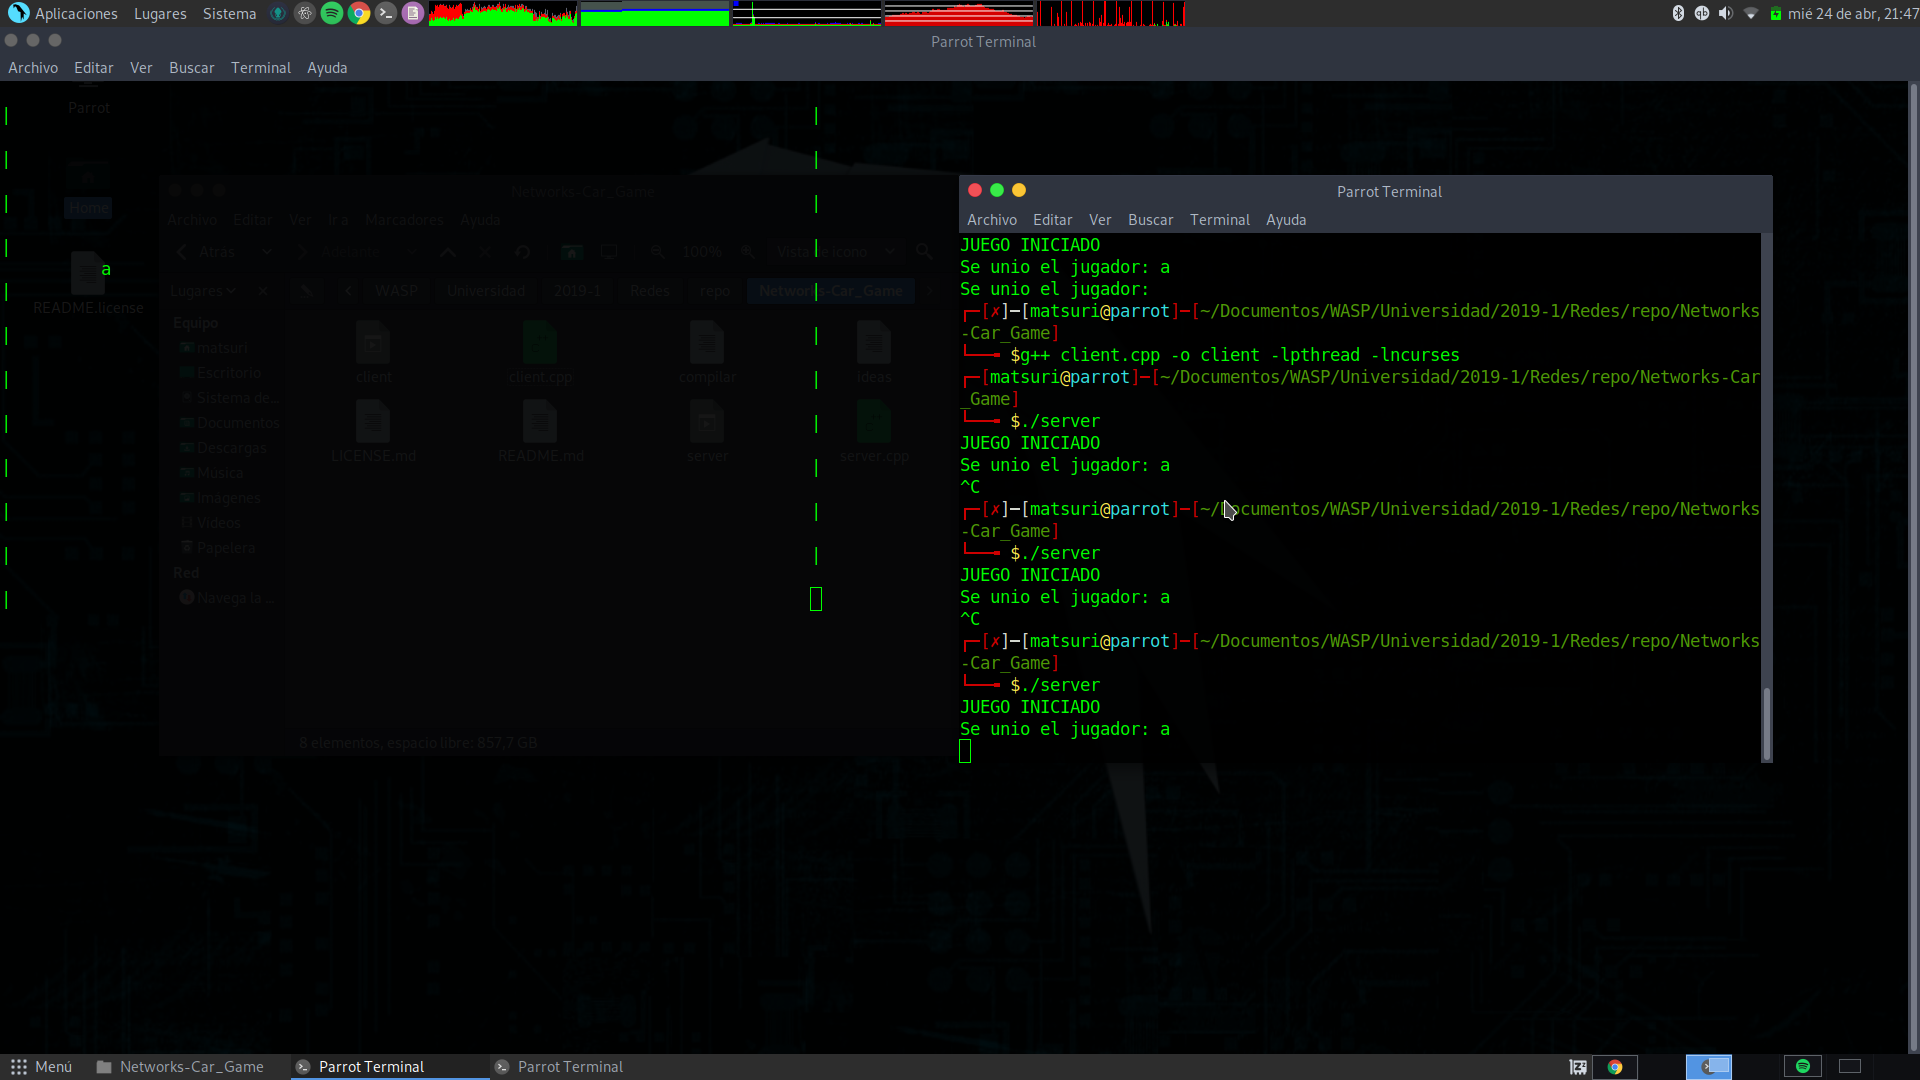 Aplicaciones Lugares Sistema mié 24 de abr, 21:47
Parrot Terminal
Archivo Editar Ver Buscar Terminal Ayuda
Parrot
Home
README.license
a
Networks-Car_Game
Archivo Editar Ver Ir a Marcadores Ayuda
Atrás 100% Vista de icono
Lugares WASP Universidad 2019-1 Redes repo Networks-Car_Game
Equipo
matsuri
Escritorio
Sistema de...
Documentos
Descargas
Música
Imágenes
Vídeos
Papelera
Red
Navega la ...
client client.cpp compilar ideas
LICENSE.md README.md server server.cpp
8 elementos, espacio libre: 857,7 GB
Parrot Terminal
Archivo Editar Ver Buscar Terminal Ayuda
JUEGO INICIADO
Se unio el jugador: a
Se unio el jugador:
┌─[✗]─[matsuri@parrot]─[~/Documentos/WASP/Universidad/2019-1/Redes/repo/Networks
-Car_Game]
└──╼ $g++ client.cpp -o client -lpthread -lncurses
┌─[matsuri@parrot]─[~/Documentos/WASP/Universidad/2019-1/Redes/repo/Networks-Car
_Game]
└──╼ $./server
JUEGO INICIADO
Se unio el jugador: a
^C
┌─[✗]─[matsuri@parrot]─[~/Documentos/WASP/Universidad/2019-1/Redes/repo/Networks
-Car_Game]
└──╼ $./server
JUEGO INICIADO
Se unio el jugador: a
^C
┌─[✗]─[matsuri@parrot]─[~/Documentos/WASP/Universidad/2019-1/Redes/repo/Networks
-Car_Game]
└──╼ $./server
JUEGO INICIADO
Se unio el jugador: a
Menú Networks-Car_Game Parrot Terminal Parrot Terminal